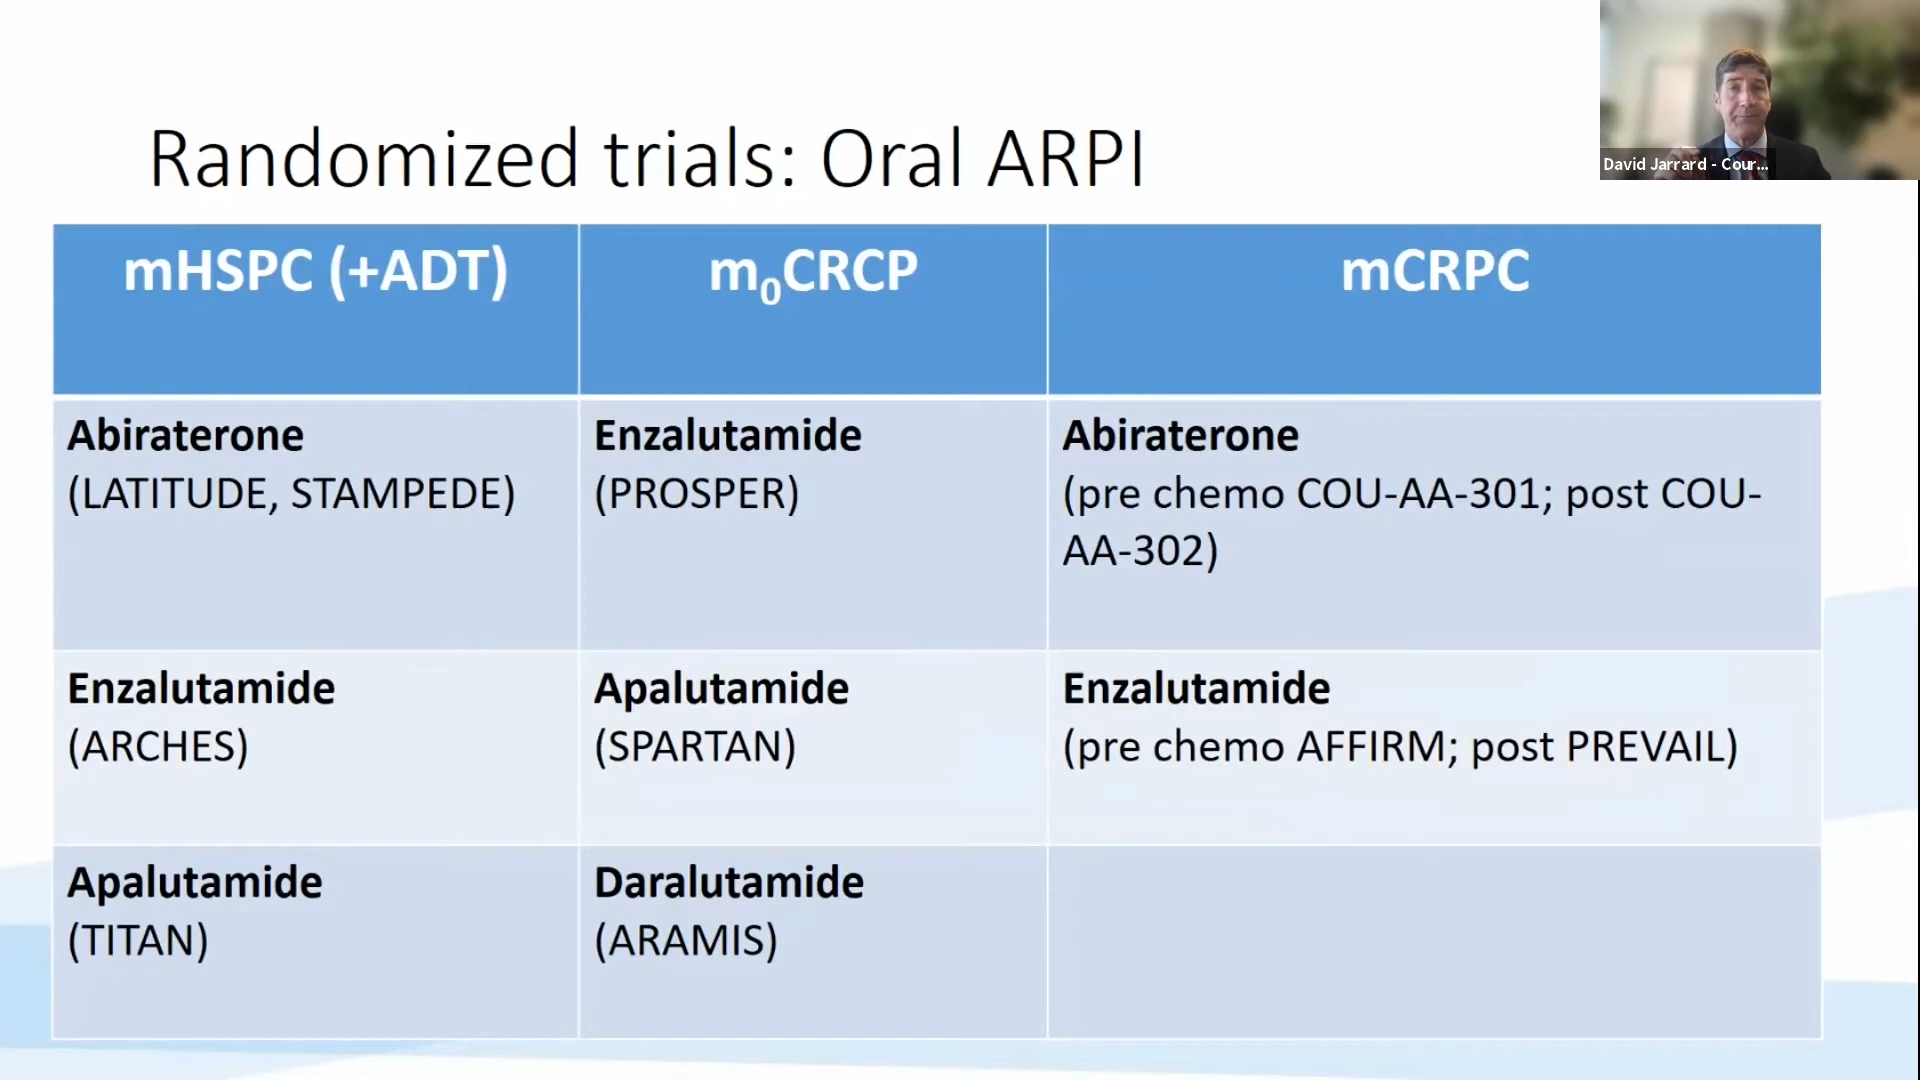 David Jarrard - Cour...
Randomized trials: Oral ARPI
mHSPC (+ADT)
m₀CRCP
mCRPC
Abiraterone
(LATITUDE, STAMPEDE)
Enzalutamide
(PROSPER)
Abiraterone
(pre chemo COU-AA-301; post COU-
AA-302)
Enzalutamide
(ARCHES)
Apalutamide
(SPARTAN)
Enzalutamide
(pre chemo AFFIRM; post PREVAIL)
Apalutamide
(TITAN)
Daralutamide
(ARAMIS)